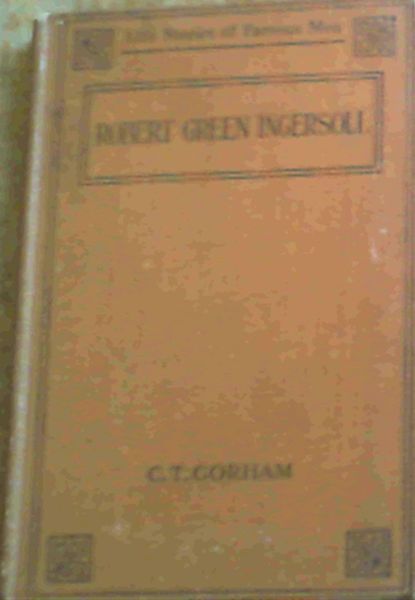 Life Stories of Famous Men
ROBERT GREEN INGERSOLL
C. T. GORHAM